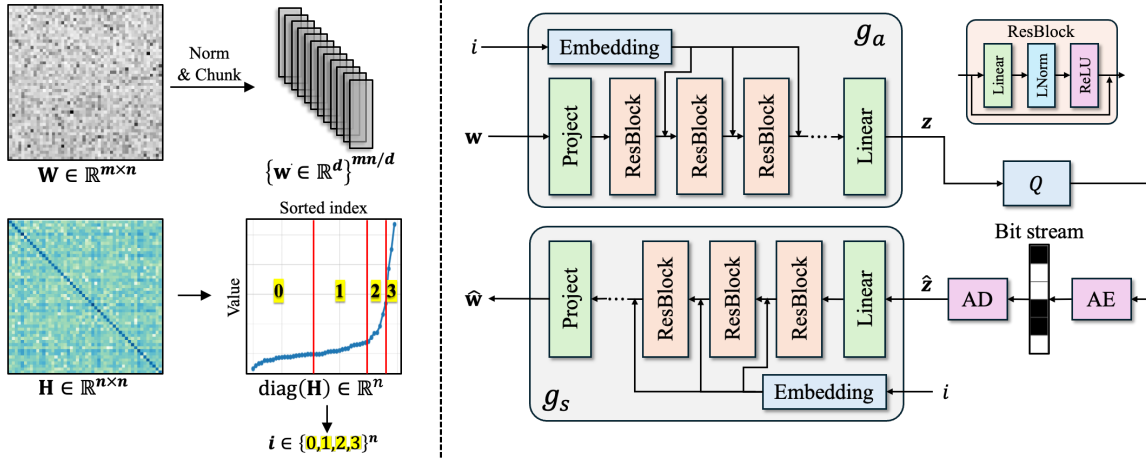 Norm
& Chunk
W ∈ ℝ^{m×n}
{w ∈ ℝ^d}^{mn/d}
Sorted index
Value
0
1
2
3
H ∈ ℝ^{n×n}
diag(H) ∈ ℝ^n
i ∈ {0,1,2,3}^n
i
Embedding
g_a
w
Project
ResBlock
ResBlock
ResBlock
Linear
z
ResBlock
Linear
LNorm
ReLU
Q
Bit stream
ŵ
Project
ResBlock
ResBlock
ResBlock
Linear
ẑ
AD
AE
Embedding
i
g_s